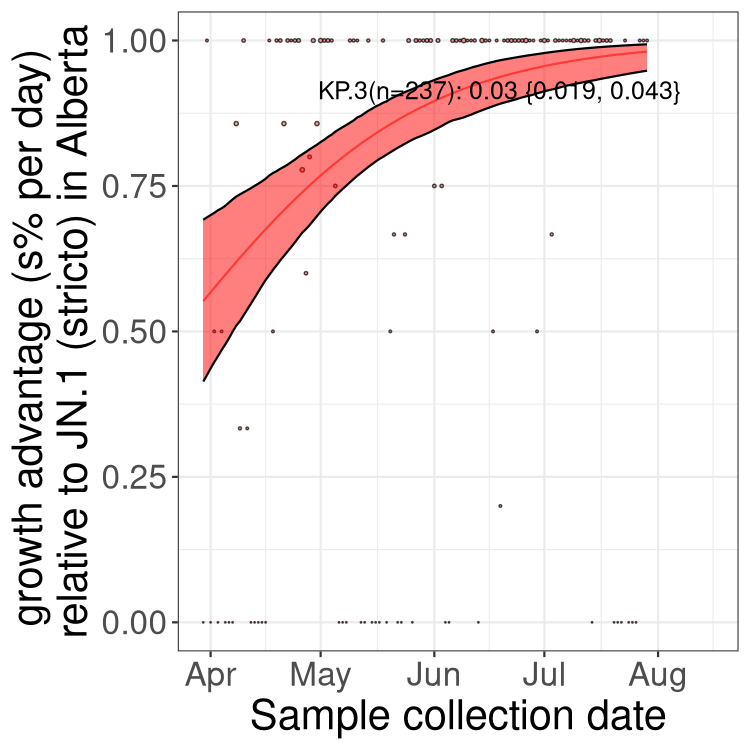 growth advantage (s% per day)
relative to JN.1 (stricto) in Alberta
1.00
0.75
0.50
0.25
0.00
KP.3(n=237): 0.03 {0.019, 0.043}
Apr May Jun Jul Aug
Sample collection date